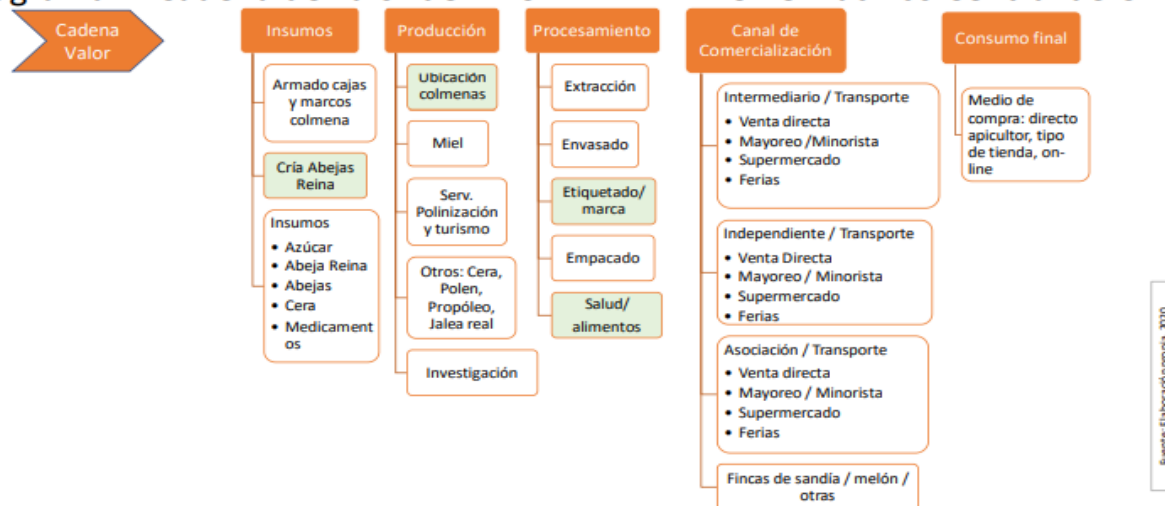 Cadena
Valor
Insumos
Armado cajas
y marcos
colmena
Cría Abejas
Reina
Insumos
• Azúcar
• Abeja Reina
• Abejas
• Cera
• Medicament
os
Producción
Ubicación
colmenas
Miel
Serv.
Polinización
y turismo
Otros: Cera,
Polen,
Propóleo,
Jalea real
Investigación
Procesamiento
Extracción
Envasado
Etiquetado/
marca
Empacado
Salud/
alimentos
Canal de
Comercialización
Intermediario / Transporte
• Venta directa
• Mayoreo /Minorista
• Supermercado
• Ferias
Independiente / Transporte
• Venta Directa
• Mayoreo / Minorista
• Supermercado
• Ferias
Asociación / Transporte
• Venta directa
• Mayoreo / Minorista
• Supermercado
• Ferias
Fincas de sandía / melón /
otras
Consumo final
Medio de
compra: directo
apicultor, tipo
de tienda, on-
line
Fuente: Elaboración propia, 2020